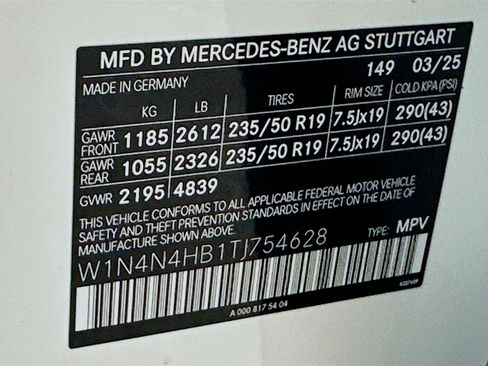 MFD BY MERCEDES-BENZ AG STUTTGART
149 03/25
MADE IN GERMANY
KG LB TIRES RIM SIZE COLD KPA(PSI)
GAWR FRONT 1185 2612 235/50 R19 7.5Jx19 290(43)
GAWR REAR 1055 2326 235/50 R19 7.5Jx19 290(43)
GVWR 2195 4839
THIS VEHICLE CONFORMS TO ALL APPLICABLE FEDERAL MOTOR VEHICLE
SAFETY AND THEFT PREVENTION STANDARDS IN EFFECT ON THE DATE OF
MANUFACTURE SHOWN ABOVE.
W1N4N4HB1TJ754628 TYPE: MPV
A 000 817 54 04